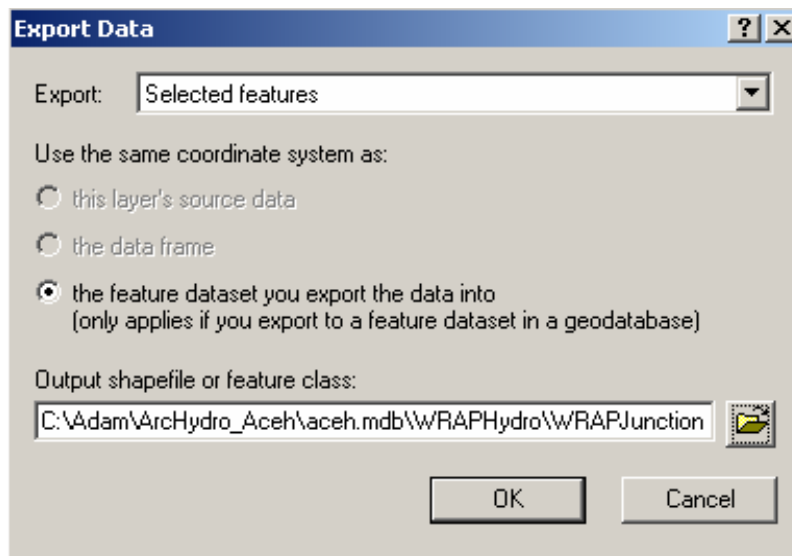 Export Data
Export: Selected features
Use the same coordinate system as:
this layer's source data
the data frame
the feature dataset you export the data into
(only applies if you export to a feature dataset in a geodatabase)
Output shapefile or feature class:
C:\Adam\ArcHydro_Aceh\aceh.mdb\WRAPHydro\WRAPJunction
OK Cancel